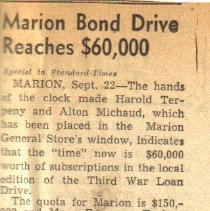 Marion Bond Drive
Reaches $60,000
Special to Standard-Times
MARION, Sept. 22—The hands
of the clock made Harold Ter-
peny and Alton Michaud, which
has been placed in the Marion
General Store's window, indicates
that the "time" now is $60,000
worth of subscriptions in the local
edition of the Third War Loan
Drive.
The quota for Marion is $150,-